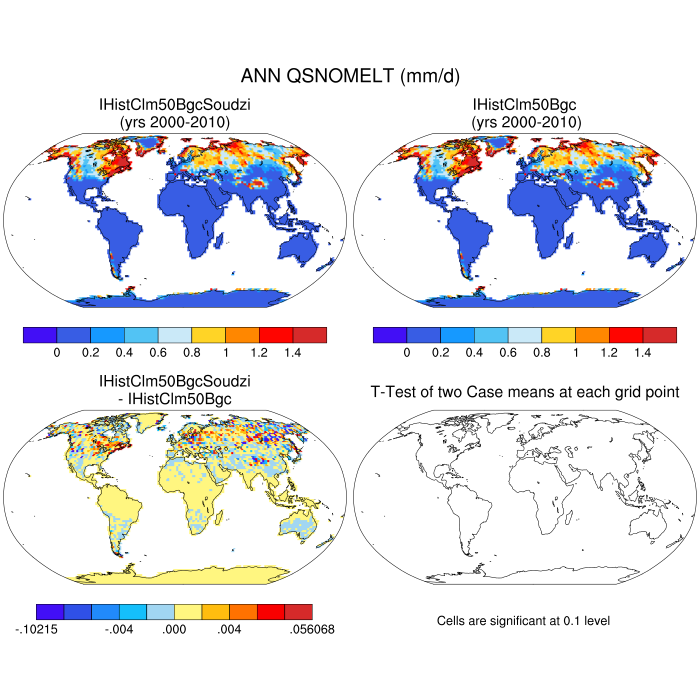 ANN QSNOMELT (mm/d)
IHistClm50BgcSoudzi
(yrs 2000-2010)
IHistClm50Bgc
(yrs 2000-2010)
0 0.2 0.4 0.6 0.8 1 1.2 1.4
0 0.2 0.4 0.6 0.8 1 1.2 1.4
IHistClm50BgcSoudzi
- IHistClm50Bgc
T-Test of two Case means at each grid point
-.10215 -.004 .000 .004 .056068
Cells are significant at 0.1 level